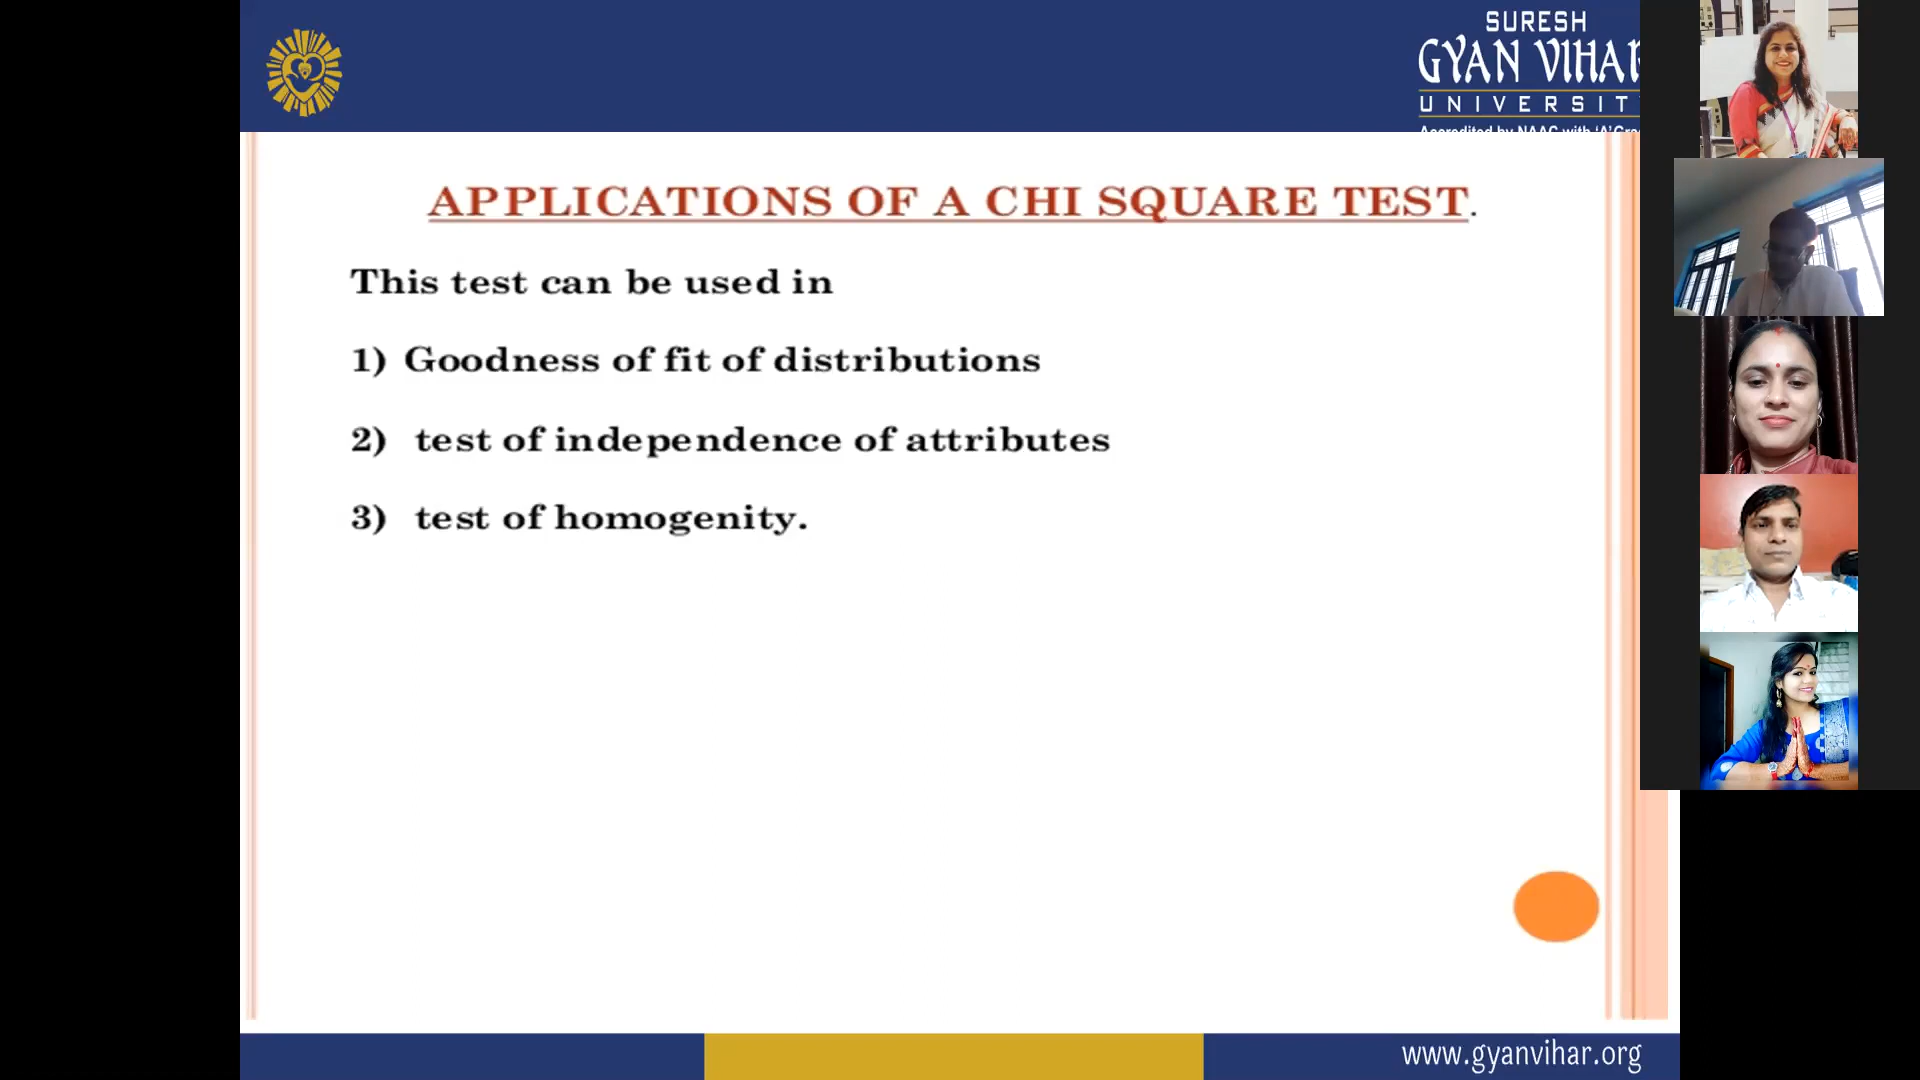 SURESH
GYAN VIHAR
UNIVERSITY
Accredited by NAAC with 'A' Gra
APPLICATIONS OF A CHI SQUARE TEST.
This test can be used in
1) Goodness of fit of distributions
2) test of independence of attributes
3) test of homogenity.
www.gyanvihar.org